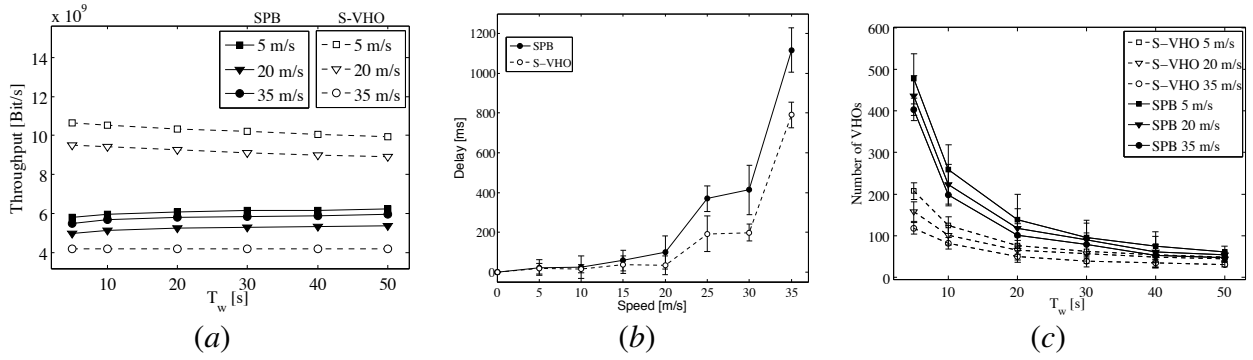 x 10^9
SPB S-VHO
5 m/s 5 m/s
20 m/s 20 m/s
35 m/s 35 m/s
14
12
10
8
6
4
Throughput [Bit/s]
10 20 30 40 50
T_w [s]
(a)
SPB
S-VHO
1200
1000
800
600
400
200
0
Delay [ms]
0 5 10 15 20 25 30 35
Speed [m/s]
(b)
600
500
400
300
200
100
0
Number of VHOs
S-VHO 5 m/s
S-VHO 20 m/s
S-VHO 35 m/s
SPB 5 m/s
SPB 20 m/s
SPB 35 m/s
10 20 30 40 50
T_w [s]
(c)